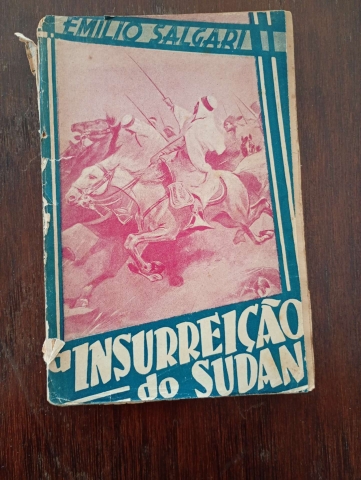 EMILIO SALGARI
a INSURREIÇÃO
do SUDAN